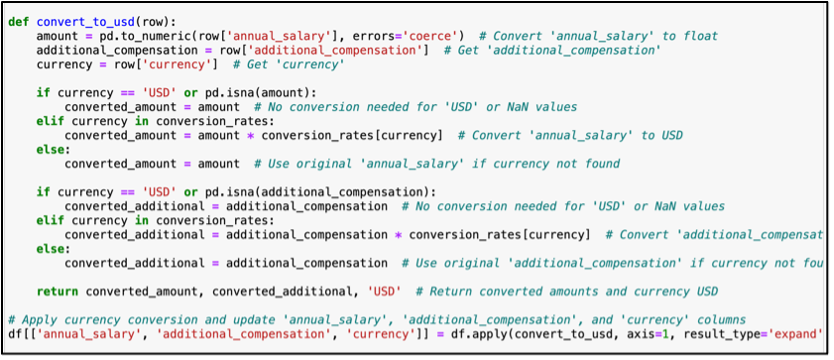 def convert_to_usd(row):
    amount = pd.to_numeric(row['annual_salary'], errors='coerce')  # Convert 'annual_salary' to float
    additional_compensation = row['additional_compensation']  # Get 'additional_compensation'
    currency = row['currency']  # Get 'currency'

    if currency == 'USD' or pd.isna(amount):
        converted_amount = amount  # No conversion needed for 'USD' or NaN values
    elif currency in conversion_rates:
        converted_amount = amount * conversion_rates[currency]  # Convert 'annual_salary' to USD
    else:
        converted_amount = amount  # Use original 'annual_salary' if currency not found

    if currency == 'USD' or pd.isna(additional_compensation):
        converted_additional = additional_compensation  # No conversion needed for 'USD' or NaN values
    elif currency in conversion_rates:
        converted_additional = additional_compensation * conversion_rates[currency]  # Convert 'additional_compensat
    else:
        converted_additional = additional_compensation  # Use original 'additional_compensation' if currency not fou

    return converted_amount, converted_additional, 'USD'  # Return converted amounts and currency USD

# Apply currency conversion and update 'annual_salary', 'additional_compensation', and 'currency' columns
df[['annual_salary', 'additional_compensation', 'currency']] = df.apply(convert_to_usd, axis=1, result_type='expand'